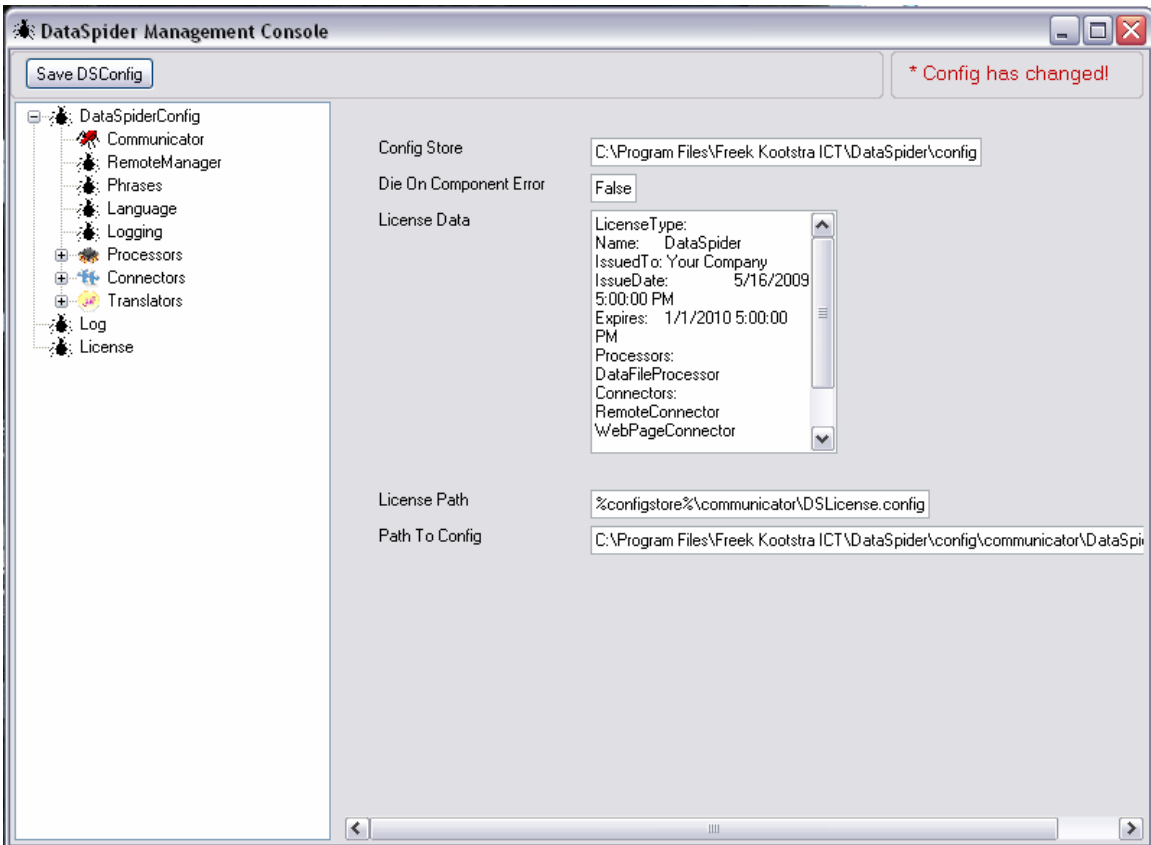 DataSpider Management Console
Save DSConfig
* Config has changed!
DataSpiderConfig
Communicator
RemoteManager
Phrases
Language
Logging
Processors
Connectors
Translators
Log
License
Config Store
C:\Program Files\Freek Kootstra ICT\DataSpider\config
Die On Component Error
False
License Data
LicenseType:
Name: DataSpider
IssuedTo: Your Company
IssueDate: 5/16/2009
5:00:00 PM
Expires: 1/1/2010 5:00:00
PM
Processors:
DataFileProcessor
Connectors:
RemoteConnector
WebPageConnector
License Path
%configstore%\communicator\DSLicense.config
Path To Config
C:\Program Files\Freek Kootstra ICT\DataSpider\config\communicator\DataSpi